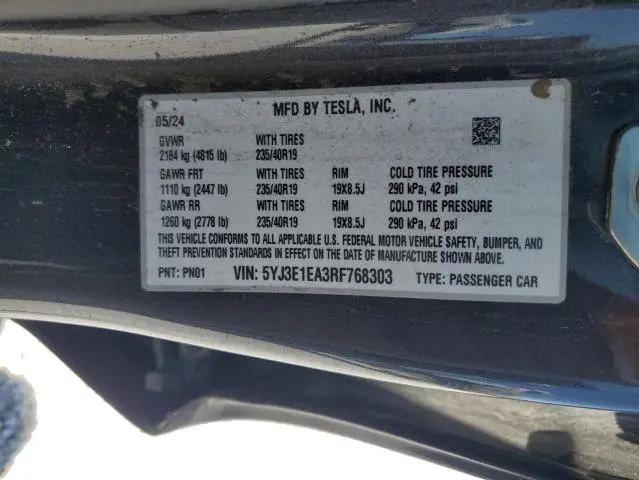 MFD BY TESLA, INC.
05/24
GVWR WITH TIRES
2184 kg (4815 lb) 235/40R19
GAWR FRT WITH TIRES RIM COLD TIRE PRESSURE
1110 kg (2447 lb) 235/40R19 19X8.5J 290 kPa, 42 psi
GAWR RR WITH TIRES RIM COLD TIRE PRESSURE
1260 kg (2778 lb) 235/40R19 19X8.5J 290 kPa, 42 psi
THIS VEHICLE CONFORMS TO ALL APPLICABLE U.S. FEDERAL MOTOR VEHICLE SAFETY, BUMPER, AND
THEFT PREVENTION STANDARDS IN EFFECT ON THE DATE OF MANUFACTURE SHOWN ABOVE.
PNT: PN01 VIN: 5YJ3E1EA3RF768303 TYPE: PASSENGER CAR